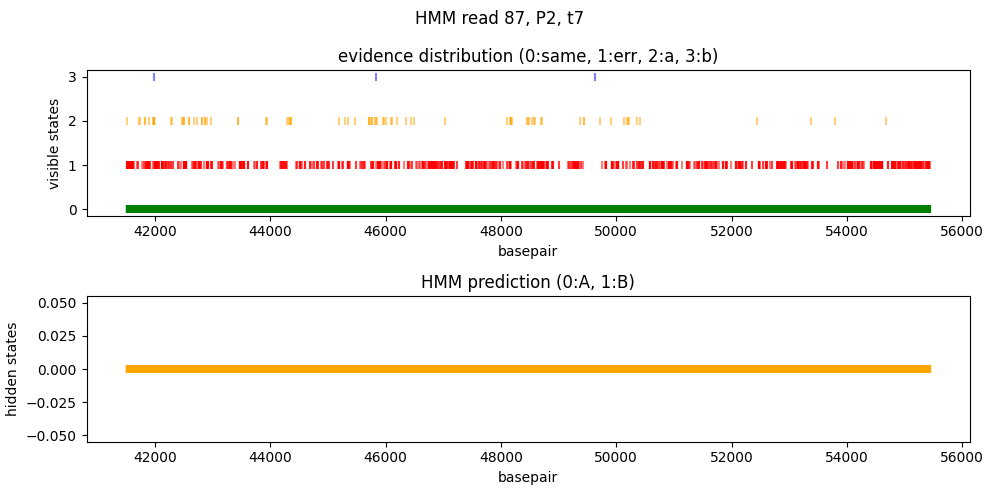 HMM read 87, P2, t7
evidence distribution (0:same, 1:err, 2:a, 3:b)
visible states
3
2
1
0
42000 44000 46000 48000 50000 52000 54000 56000
basepair
HMM prediction (0:A, 1:B)
hidden states
0.050
0.025
0.000
−0.025
−0.050
42000 44000 46000 48000 50000 52000 54000 56000
basepair